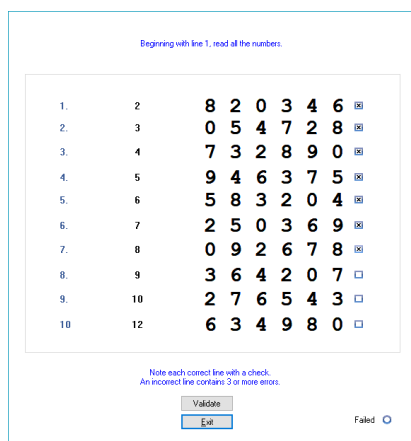 Beginning with line 1, read all the numbers.
1. 2 8 2 0 3 4 6
2. 3 0 5 4 7 2 8
3. 4 7 3 2 8 9 0
4. 5 9 4 6 3 7 5
5. 6 5 8 3 2 0 4
6. 7 2 5 0 3 6 9
7. 8 0 9 2 6 7 8
8. 9 3 6 4 2 0 7
9. 10 2 7 6 5 4 3
10 12 6 3 4 9 8 0
Note each correct line with a check.
An incorrect line contains 3 or more errors.
Validate
Exit
Failed